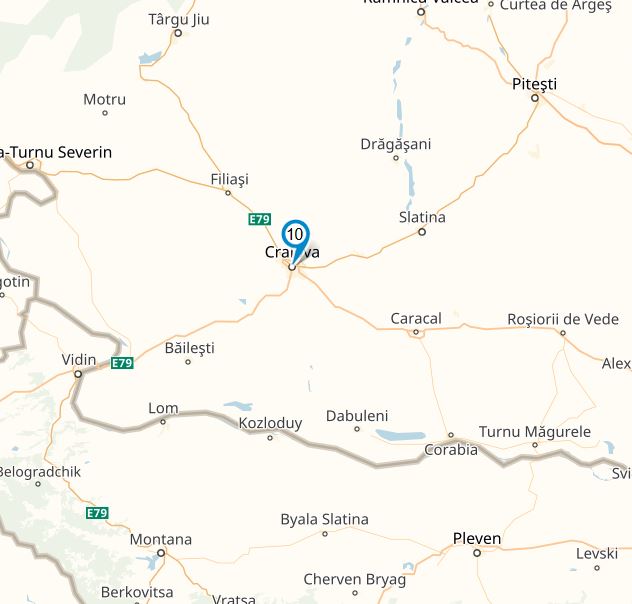 Râmnicu Vâlcea
Curtea de Argeș
Târgu Jiu
Piteşti
Motru
Drăgăşani
a-Turnu Severin
Filiaşi
E79
Slatina
10
Craiova
gotin
Caracal
Roşiorii de Vede
Vidin
E79
Băileşti
Alex
Lom
Kozloduy
Dabuleni
Corabia
Turnu Măgurele
Belogradchik
Svi
E79
Byala Slatina
Montana
Pleven
Levski
Cherven Bryag
Berkovitsa
Vratsa